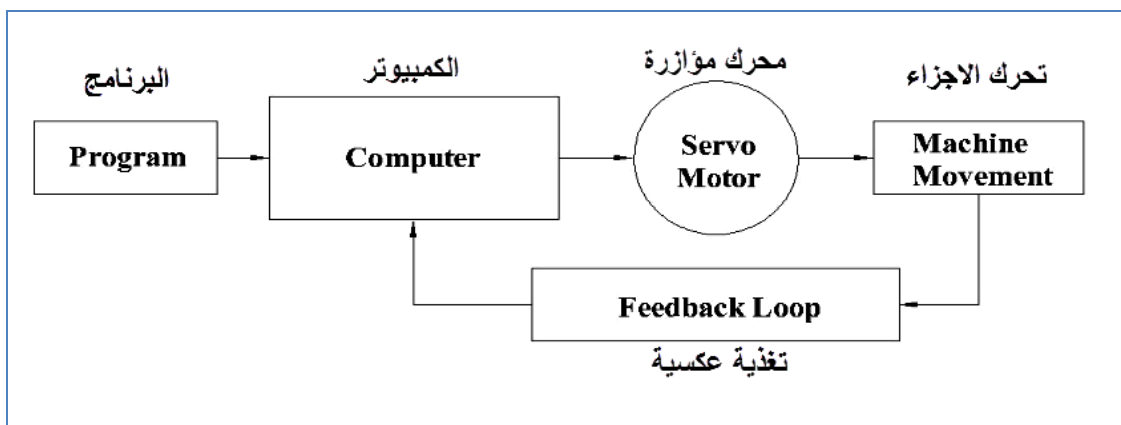 البرنامج
Program
الكمبيوتر
Computer
محرك مؤازرة
Servo
Motor
تحرك الاجزاء
Machine
Movement
Feedback Loop
تغذية عكسية